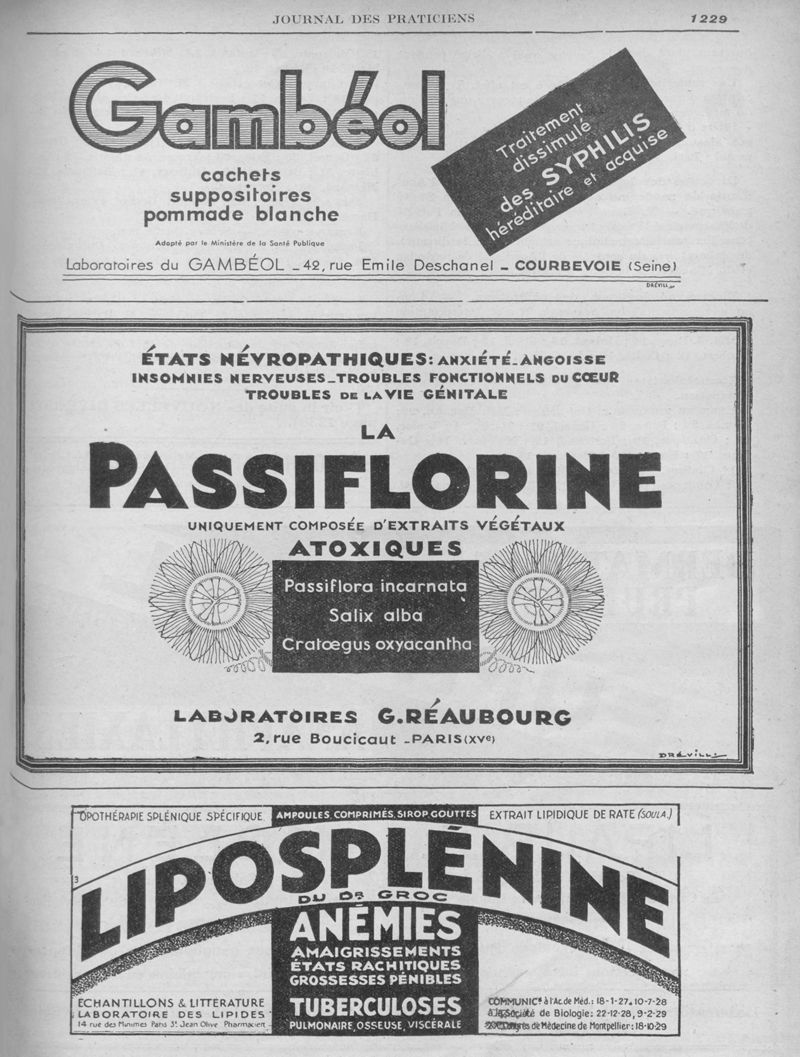 JOURNAL DES PRATICIENS 1229
Gambéol
cachets
suppositoires
pommade blanche
Adopté par le Ministère de la Santé Publique
Traitement
dissimulé
des SYPHILIS
héréditaire et acquise
Laboratoires du GAMBÉOL _ 42, rue Emile Deschanel _ COURBEVOIE (Seine)
ÉTATS NÉVROPATHIQUES: ANXIÉTÉ_ANGOISSE
INSOMNIES NERVEUSES_TROUBLES FONCTIONNELS DU CŒUR
TROUBLES DE LA VIE GÉNITALE
LA
PASSIFLORINE
UNIQUEMENT COMPOSÉE D'EXTRAITS VÉGÉTAUX
ATOXIQUES
Passiflora incarnata
Salix alba
Cratœgus oxyacantha
LABORATOIRES G.RÉAUBOURG
2, rue Boucicaut _PARIS (XVe)
DRÉVILL
OPOTHÉRAPIE SPLÉNIQUE SPÉCIFIQUE
AMPOULES, COMPRIMÉS, SIROP, GOUTTES
EXTRAIT LIPIDIQUE DE RATE (SOULA.)
3
LIPOSPLÉNINE
DU DR GROC
ANÉMIES
AMAIGRISSEMENTS
ÉTATS RACHITIQUES
GROSSESSES PÉNIBLES
TUBERCULOSES
PULMONAIRE, OSSEUSE, VISCÉRALE
ECHANTILLONS & LITTERATURE
LABORATOIRE DES LIPIDES
14 rue des Minimes Paris 3e Jean Olive Pharmacien
COMMUNICs à l'Ac. de Méd.: 18-1-27._10-7-28
à la Société de Biologie: 22-12-28, 9-2-29
Congrès de Médecine de Montpellier: 18-10-29